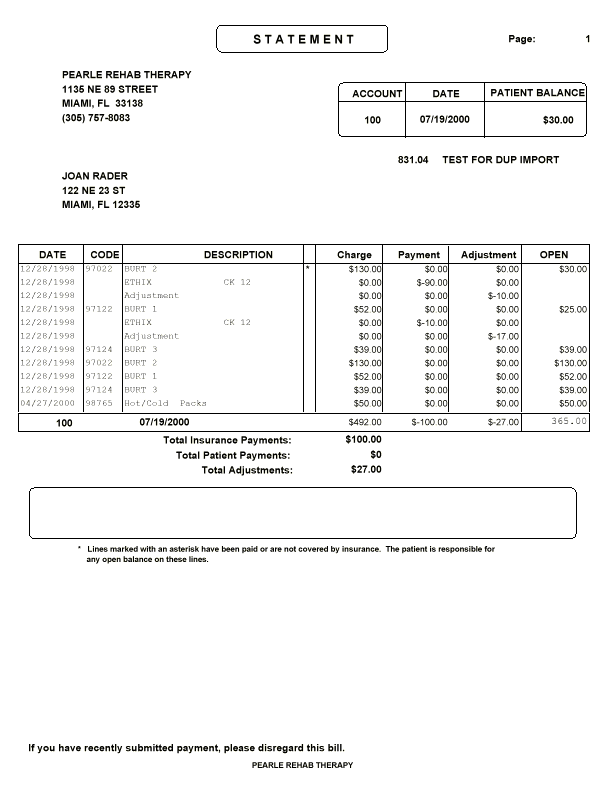 STATEMENT
Page: 1
PEARLE REHAB THERAPY
1135 NE 89 STREET
MIAMI, FL 33138
(305) 757-8083
ACCOUNT DATE PATIENT BALANCE
100 07/19/2000 $30.00
831.04 TEST FOR DUP IMPORT
JOAN RADER
122 NE 23 ST
MIAMI, FL 12335
DATE CODE DESCRIPTION Charge Payment Adjustment OPEN
12/28/1998 97022 BURT 2 * $130.00 $0.00 $0.00 $30.00
12/28/1998 ETHIX CK 12 $0.00 $-90.00 $0.00
12/28/1998 Adjustment $0.00 $0.00 $-10.00
12/28/1998 97122 BURT 1 $52.00 $0.00 $0.00 $25.00
12/28/1998 ETHIX CK 12 $0.00 $-10.00 $0.00
12/28/1998 Adjustment $0.00 $0.00 $-17.00
12/28/1998 97124 BURT 3 $39.00 $0.00 $0.00 $39.00
12/28/1998 97022 BURT 2 $130.00 $0.00 $0.00 $130.00
12/28/1998 97122 BURT 1 $52.00 $0.00 $0.00 $52.00
12/28/1998 97124 BURT 3 $39.00 $0.00 $0.00 $39.00
04/27/2000 98765 Hot/Cold Packs $50.00 $0.00 $0.00 $50.00
100 07/19/2000 $492.00 $-100.00 $-27.00 365.00
Total Insurance Payments: $100.00
Total Patient Payments: $0
Total Adjustments: $27.00
* Lines marked with an asterisk have been paid or are not covered by insurance. The patient is responsible for
any open balance on these lines.
If you have recently submitted payment, please disregard this bill.
PEARLE REHAB THERAPY